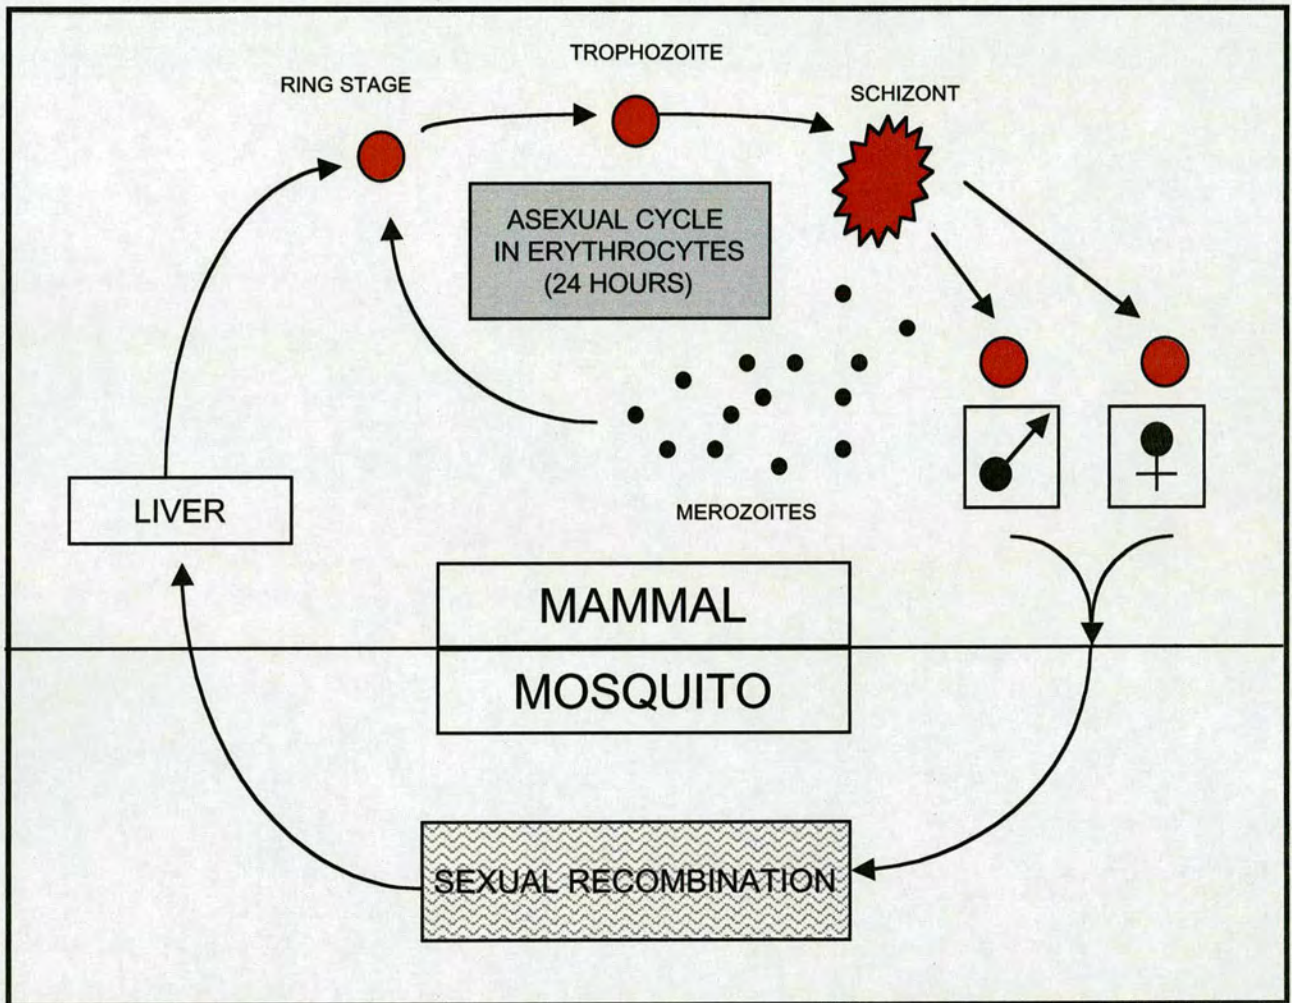 TROPHOZOITE
RING STAGE
SCHIZONT
ASEXUAL CYCLE
IN ERYTHROCYTES
(24 HOURS)
LIVER
MEROZOITES
MAMMAL
MOSQUITO
SEXUAL RECOMBINATION